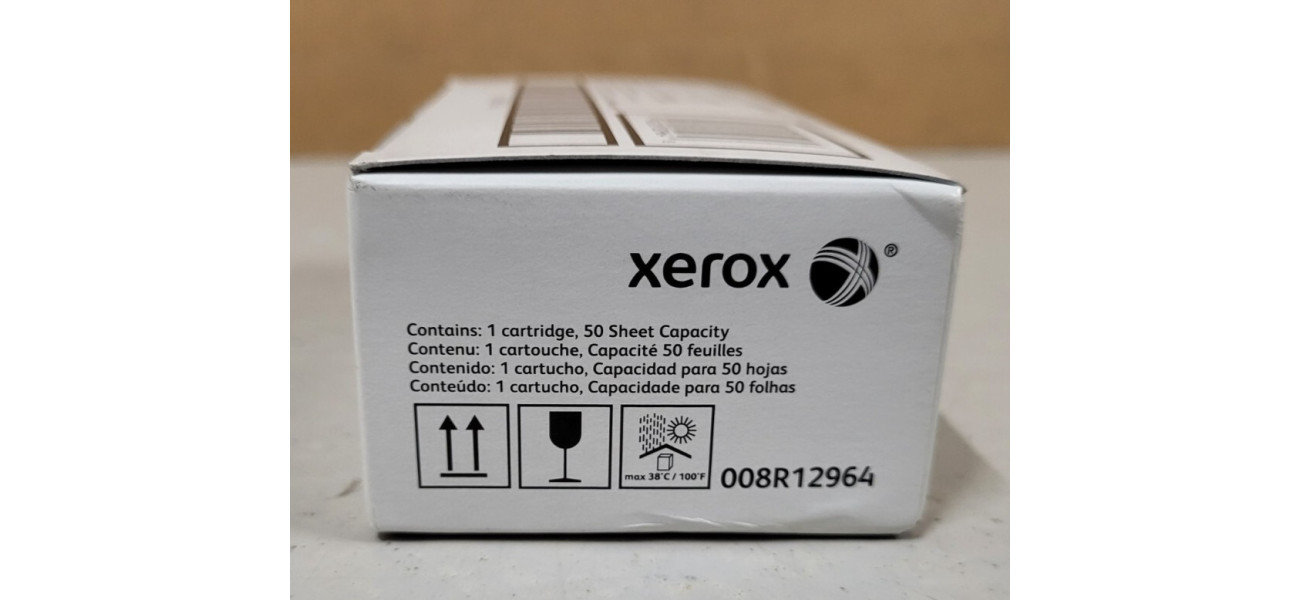 xerox ®
Contains: 1 cartridge, 50 Sheet Capacity
Contenu: 1 cartouche, Capacité 50 feuilles
Contenido: 1 cartucho, Capacidad para 50 hojas
Conteúdo: 1 cartucho, Capacidade para 50 folhas
max 38°C / 100°F
008R12964